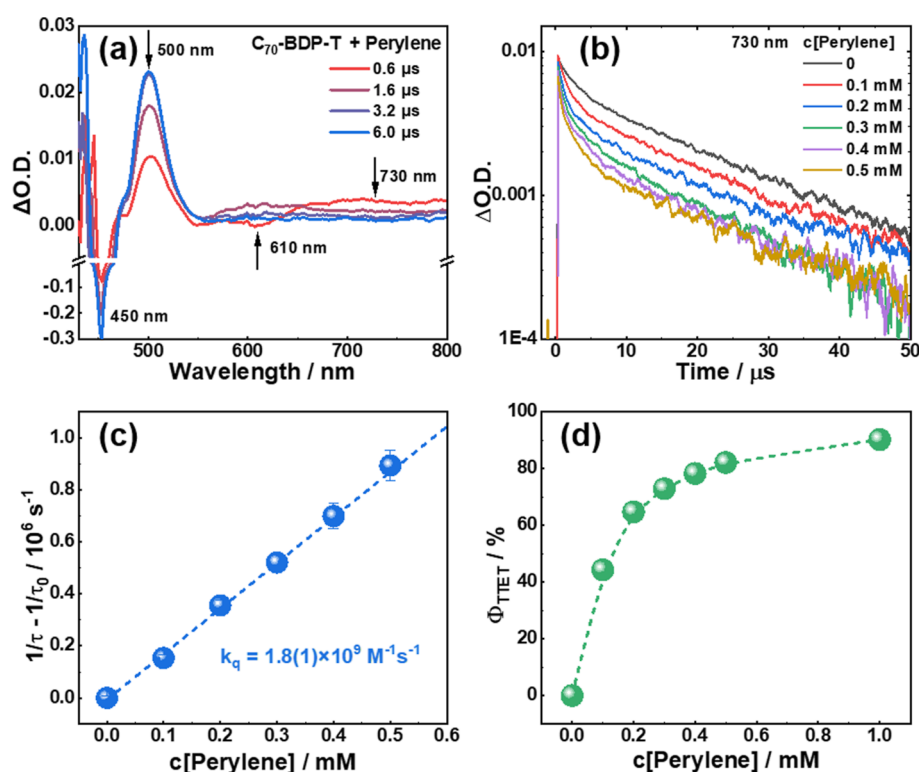 (a)
500 nm
C70-BDP-T + Perylene
0.6 μs
1.6 μs
3.2 μs
6.0 μs
730 nm
610 nm
450 nm
0.03
0.02
0.01
0.00
-0.1
-0.2
-0.3
ΔO.D.
500
600
700
800
Wavelength / nm
(b)
730 nm
c[Perylene]
0
0.1 mM
0.2 mM
0.3 mM
0.4 mM
0.5 mM
0.01
0.001
1E-4
ΔO.D.
0
10
20
30
40
50
Time / μs
(c)
1.0
0.8
0.6
0.4
0.2
0.0
1/τ - 1/τ0 / 10^6 s^-1
kq = 1.8(1)×10^9 M^-1s^-1
0.0
0.1
0.2
0.3
0.4
0.5
0.6
c[Perylene] / mM
(d)
100
80
60
40
20
0
ΦTTET / %
0.0
0.2
0.4
0.6
0.8
1.0
c[Perylene] / mM